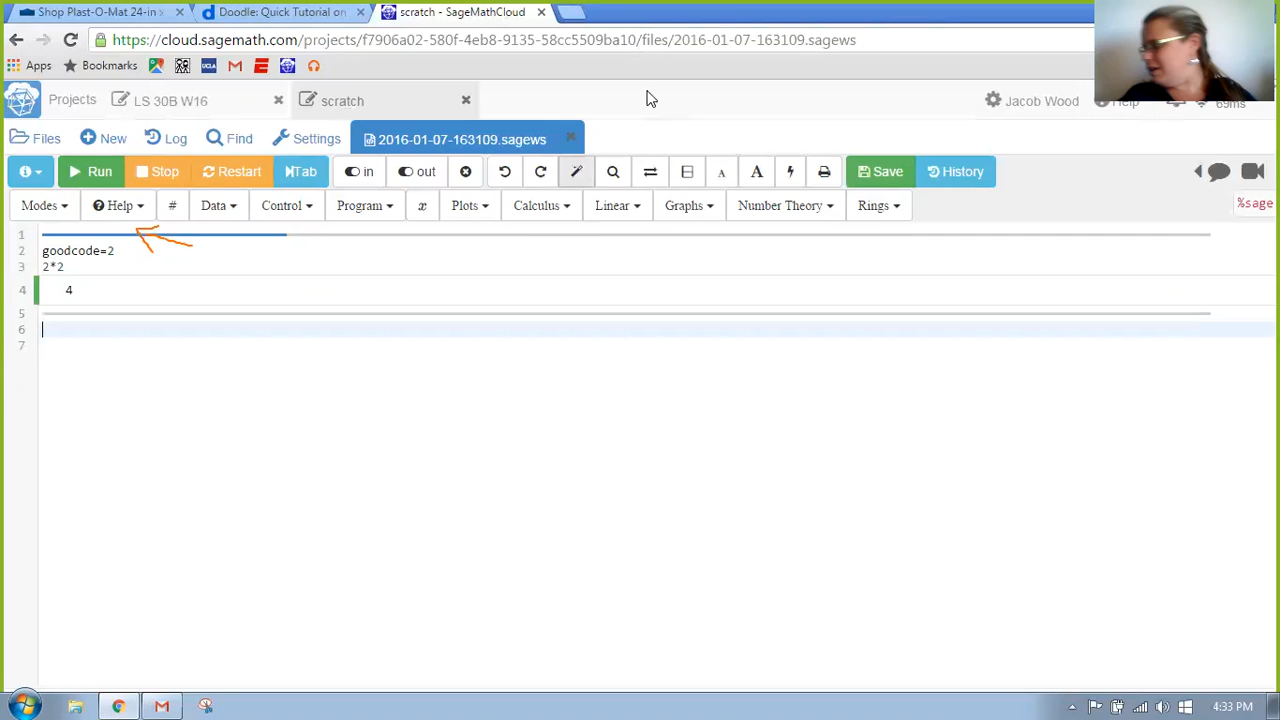 Shop Plast-O-Mat 24-in x
Doodle: Quick Tutorial on
scratch - SageMathCloud
https://cloud.sagemath.com/projects/f7906a02-580f-4eb8-9135-58cc5509ba10/files/2016-01-07-163109.sagews
Apps
Bookmarks
UCLA
Projects
LS 30B W16
scratch
Jacob Wood
Help
69ms
Files
New
Log
Find
Settings
2016-01-07-163109.sagews
Run
Stop
Restart
Tab
in
out
A
A
Save
History
Modes
Help
#
Data
Control
Program
x
Plots
Calculus
Linear
Graphs
Number Theory
Rings
%sage
1
2 goodcode=2
3 2*2
4 4
5
6
7
4:33 PM